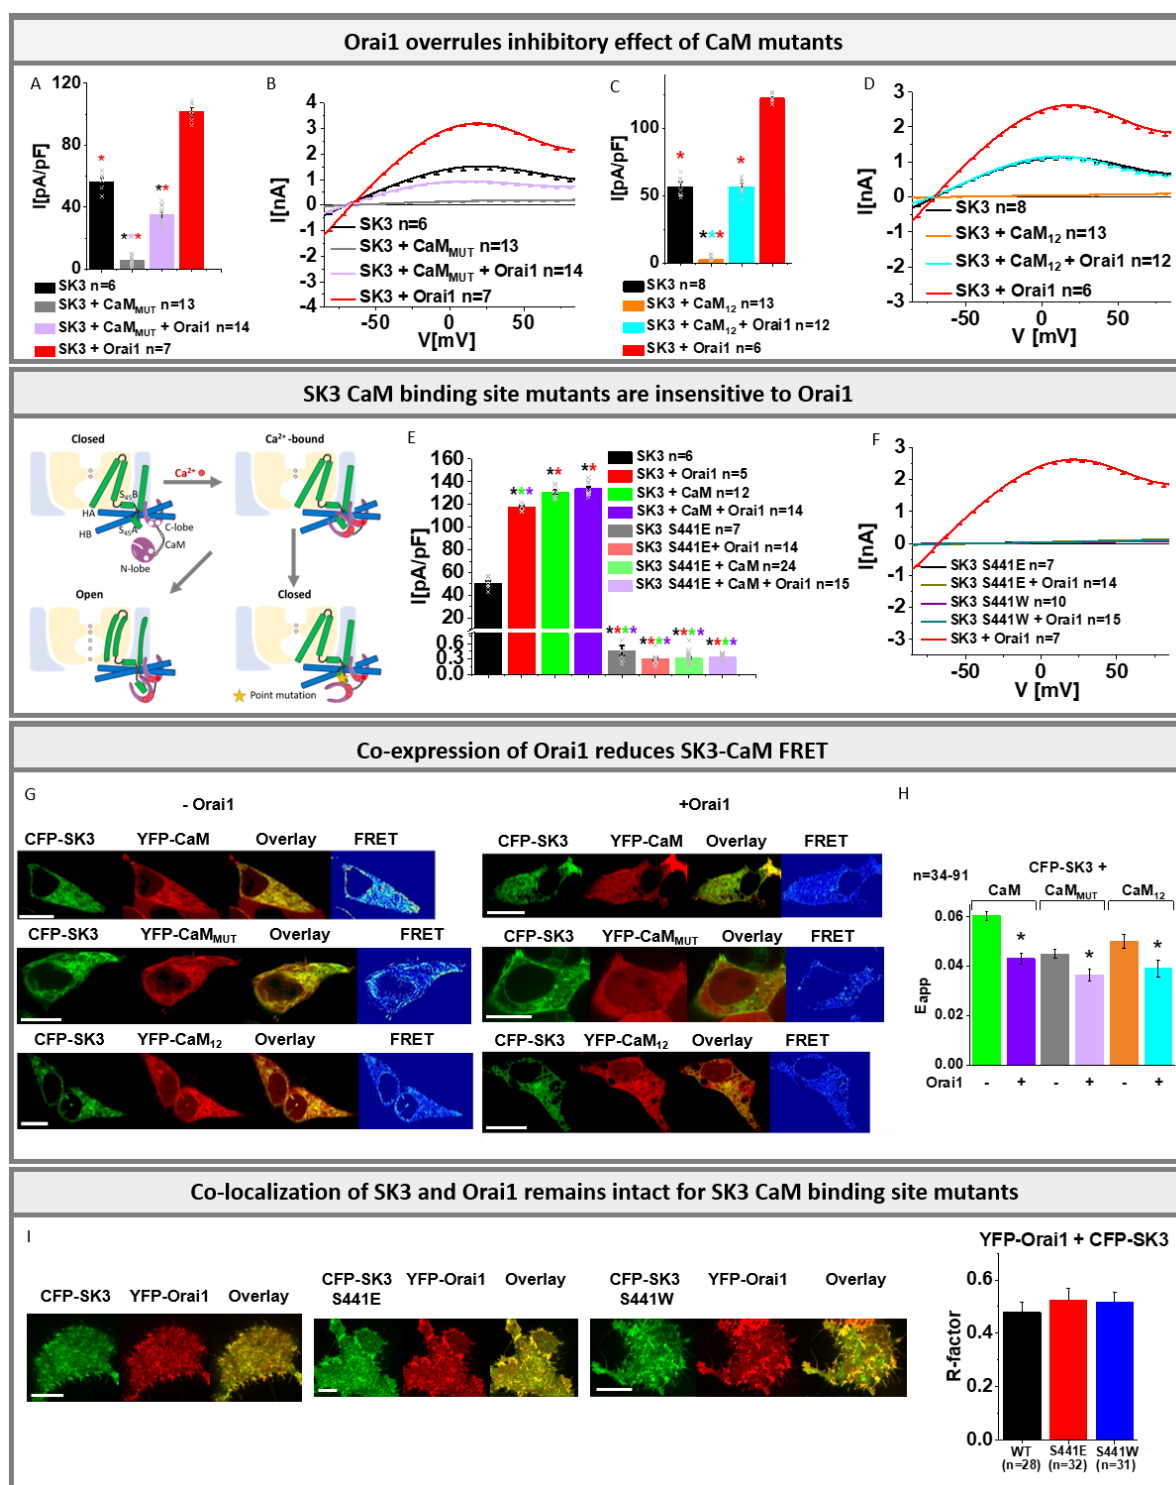 Orai1 overrules inhibitory effect of CaM mutants
A
120
80
40
0
I[pA/pF]
*
***
**
SK3 n=6
SK3 + CaMMUT n=13
SK3 + CaMMUT + Orai1 n=14
SK3 + Orai1 n=7
B
4
3
2
1
0
-1
-2
-3
-4
I[nA]
SK3 n=6
SK3 + CaMMUT n=13
SK3 + CaMMUT + Orai1 n=14
SK3 + Orai1 n=7
-50 0 50
V[mV]
C
100
50
0
I[pA/pF]
*
***
*
SK3 n=8
SK3 + CaM12 n=13
SK3 + CaM12 + Orai1 n=12
SK3 + Orai1 n=6
D
3
2
1
0
-1
-2
-3
I[nA]
SK3 n=8
SK3 + CaM12 n=13
SK3 + CaM12 + Orai1 n=12
SK3 + Orai1 n=6
-50 0 50
V [mV]
SK3 CaM binding site mutants are insensitive to Orai1
Closed
Ca2+ -bound
Ca2+
S45B
HA
HB
S45A
C-lobe
CaM
N-lobe
Open
Closed
Point mutation
E
160
140
120
100
80
60
40
20
0.6
0.3
0.0
I[pA/pF]
***
**
**
****
****
****
****
SK3 n=6
SK3 + Orai1 n=5
SK3 + CaM n=12
SK3 + CaM + Orai1 n=14
SK3 S441E n=7
SK3 S441E+ Orai1 n=14
SK3 S441E + CaM n=24
SK3 S441E + CaM + Orai1 n=15
F
3
2
1
0
-1
-2
-3
I[nA]
SK3 S441E n=7
SK3 S441E + Orai1 n=14
SK3 S441W n=10
SK3 S441W + Orai1 n=15
SK3 + Orai1 n=7
-50 0 50
V [mV]
Co-expression of Orai1 reduces SK3-CaM FRET
G
- Orai1
+Orai1
CFP-SK3 YFP-CaM Overlay FRET
CFP-SK3 YFP-CaM Overlay FRET
CFP-SK3 YFP-CaMMUT Overlay FRET
CFP-SK3 YFP-CaMMUT Overlay FRET
CFP-SK3 YFP-CaM12 Overlay FRET
CFP-SK3 YFP-CaM12 Overlay FRET
H
CFP-SK3 +
n=34-91
CaM CaMMUT CaM12
0.06
0.04
0.02
0.00
Eapp
* * *
Orai1 - + - + - +
Co-localization of SK3 and Orai1 remains intact for SK3 CaM binding site mutants
I
CFP-SK3 YFP-Orai1 Overlay
CFP-SK3 S441E YFP-Orai1 Overlay
CFP-SK3 S441W YFP-Orai1 Overlay
YFP-Orai1 + CFP-SK3
0.6
0.4
0.2
0.0
R-factor
WT S441E S441W
(n=28) (n=32) (n=31)